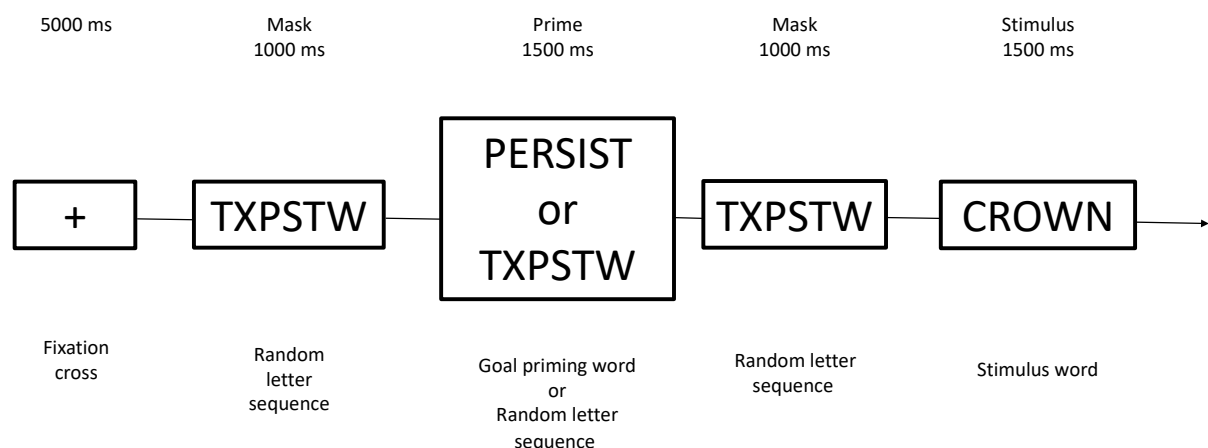 5000 ms
Mask
1000 ms
Prime
1500 ms
Mask
1000 ms
Stimulus
1500 ms
+
TXPSTW
PERSIST
or
TXPSTW
TXPSTW
CROWN
Fixation
cross
Random
letter
sequence
Goal priming word
or
Random letter
sequence
Random letter
sequence
Stimulus word